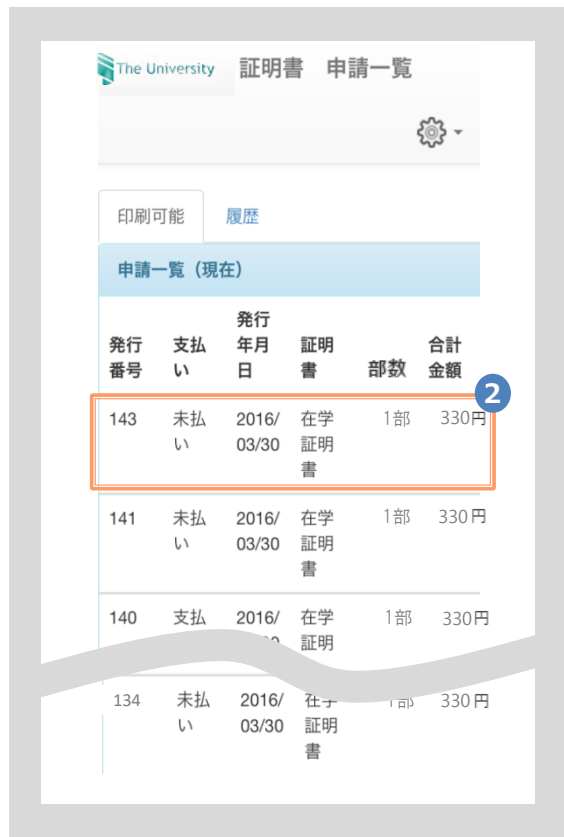 The University 証明書 申請一覧
印刷可能 履歴
申請一覧（現在）
発行
発行 支払 年月 証明 合計
番号 い 日 書 部数 金額
2
143 未払 2016/ 在学 1部 330円
い 03/30 証明
書
141 未払 2016/ 在学 1部 330円
い 03/30 証明
書
140 支払 2016/ 在学 1部 330円
証明
134 未払 2016/ 在学 1部 330円
い 03/30 証明
書